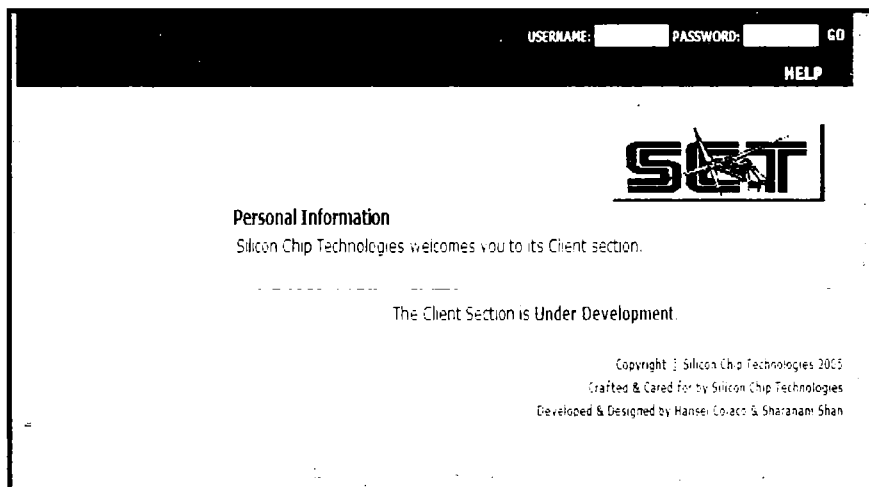 USERNAME: PASSWORD: GO
HELP
SCT
Personal Information
Silicon Chip Technologies welcomes you to its Client section.
The Client Section is Under Development.
Copyright Silicon Chip Technologies 2005
Crafted & Cared for by Silicon Chip Technologies
Developed & Designed by Hansel Colaco &